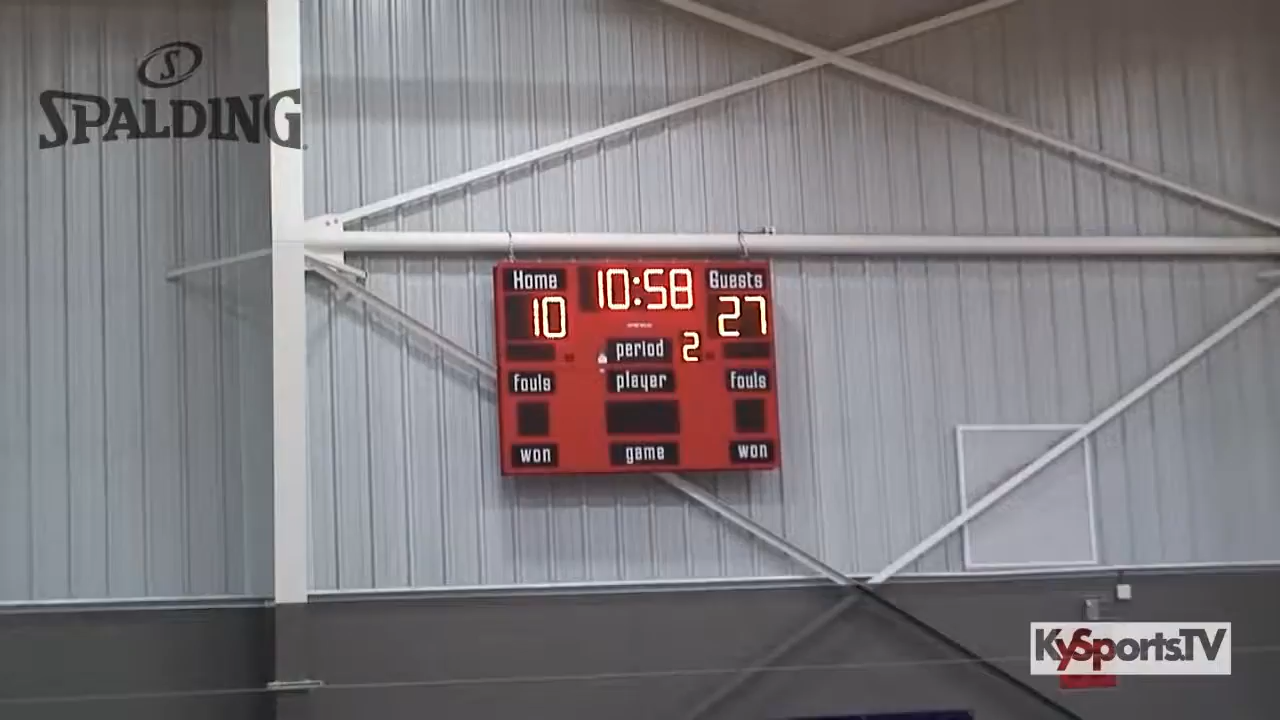 S
SPALDING
Home 10:58 Guests
10 27
period 2
fouls player fouls
won game won
KySports.TV